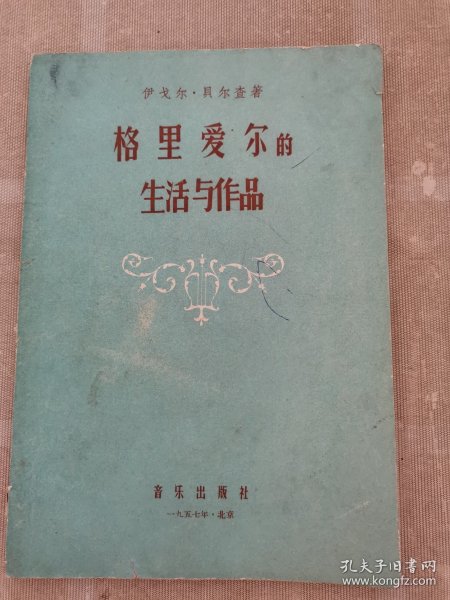 伊戈尔·贝尔查著
格里爱尔的
生活与作品
音乐出版社
一九五七年·北京
孔夫子旧书网
www.kongfz.com